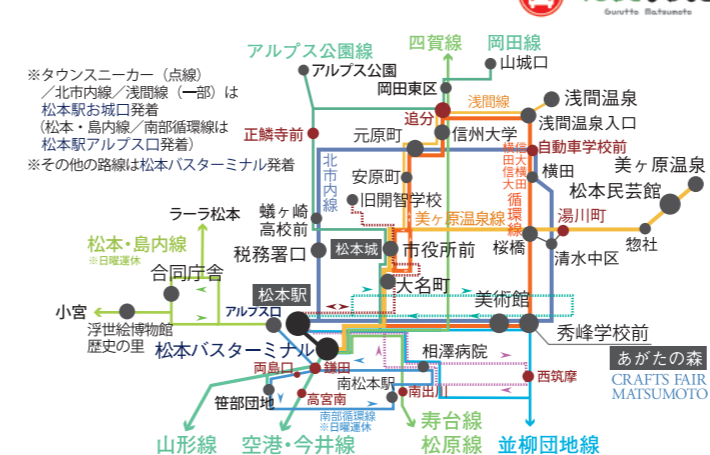 Gurutto Matsumoto
※タウンスニーカー（点線）
／北市内線／浅間線（一部）は
松本駅お城口発着
（松本・島内線／南部循環線は
松本駅アルプス口発着）
※その他の路線は松本バスターミナル発着
アルプス公園線
アルプス公園
四賀線
岡田線
山城口
岡田東区
浅間線
浅間温泉
追分
浅間温泉入口
正鱗寺前
元原町
信州大学
自動車学校前
北市内線
安原町
横田信大
信大横田
循環線
横田
美ヶ原温泉
旧開智学校
松本民芸館
ラーラ松本
蟻ヶ崎
高校前
美ヶ原温泉線
湯川町
松本・島内線
※日曜運休
税務署口
松本城
市役所前
桜橋
惣社
清水中区
合同庁舎
大名町
松本駅
美術館
小宮
アルプス口
浮世絵博物館
歴史の里
松本バスターミナル
秀峰学校前
相澤病院
あがたの森
両島口
鎌田
CRAFTS FAIR
MATSUMOTO
南松本駅
西筑摩
笹部団地
高宮南
南出川
南部循環線
※日曜運休
寿台線
山形線
空港・今井線
松原線
並柳団地線